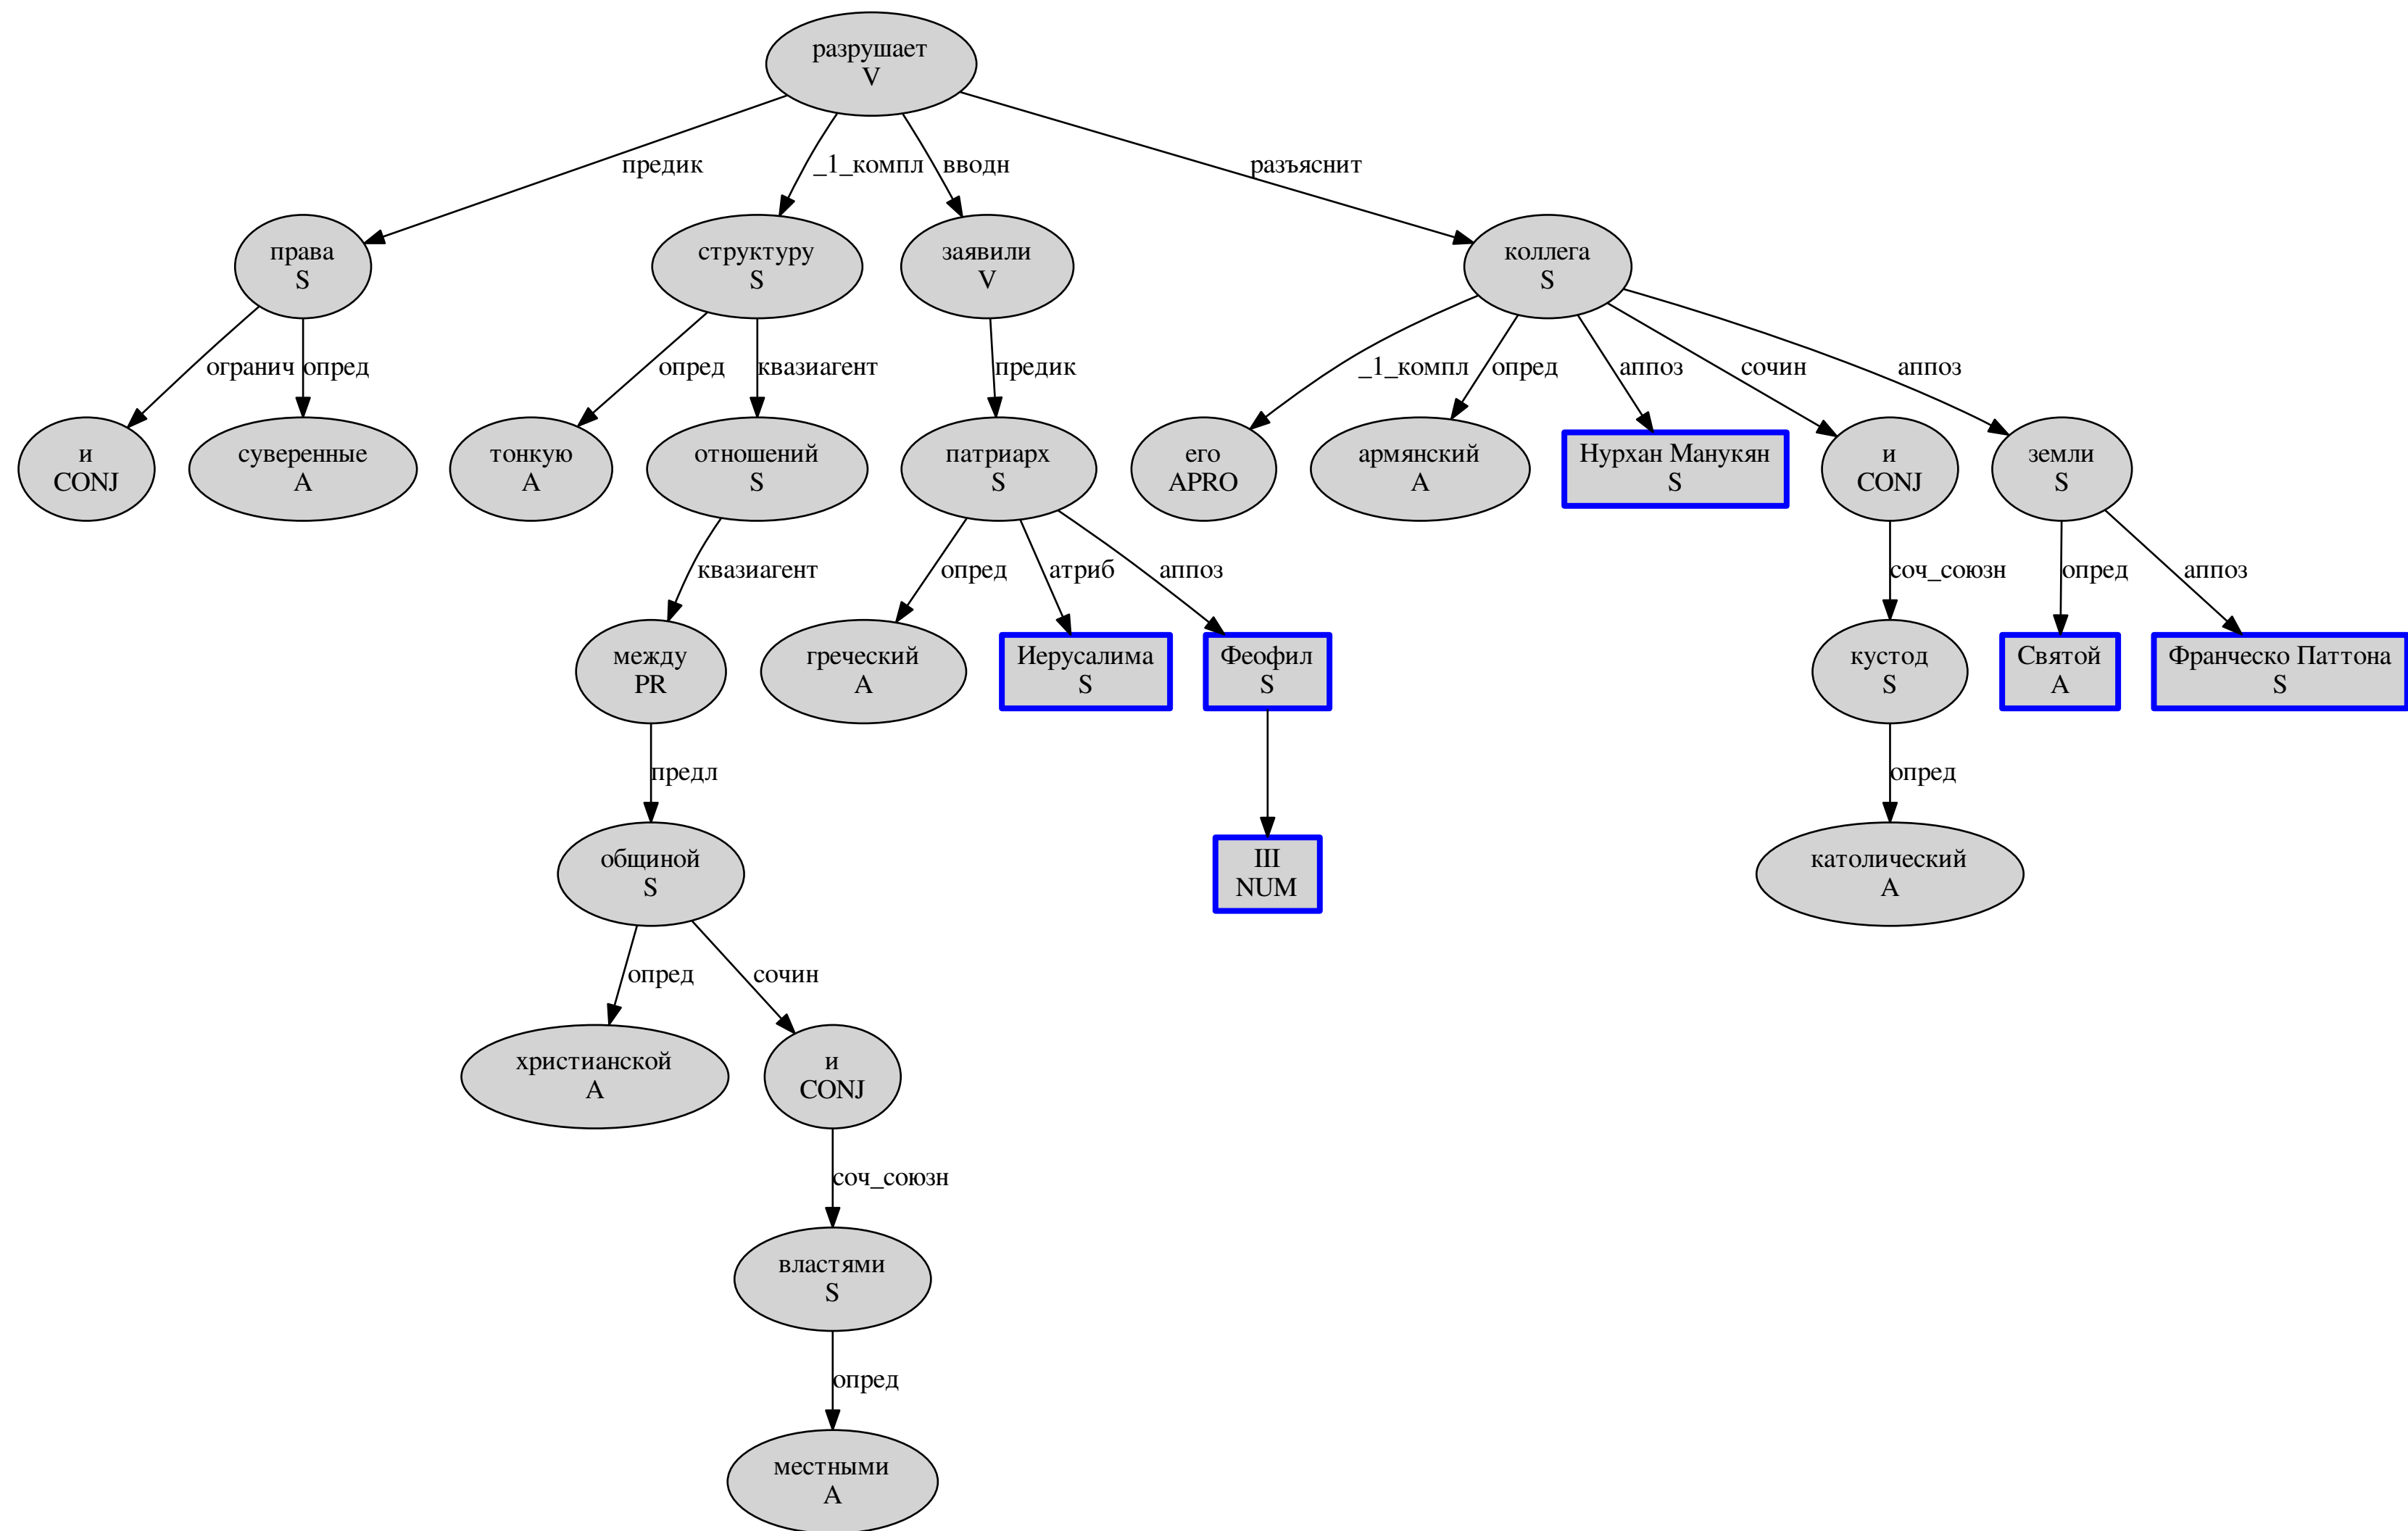 разрушает
V
предик
_1_компл
вводн
разъяснит
права
S
структуру
S
заявили
V
коллега
S
огранич
опред
опред
квазиагент
предик
_1_компл
опред
аппоз
сочин
аппоз
и
CONJ
суверенные
A
тонкую
A
отношений
S
патриарх
S
его
APRO
армянский
A
Нурхан Манукян
S
и
CONJ
земли
S
квазиагент
опред
атриб
аппоз
соч_союзн
опред
аппоз
между
PR
греческий
A
Иерусалима
S
Феофил
S
кустод
S
Святой
A
Франческо Паттона
S
предл
опред
общиной
S
III
NUM
католический
A
опред
сочин
христианской
A
и
CONJ
соч_союзн
властями
S
опред
местными
A